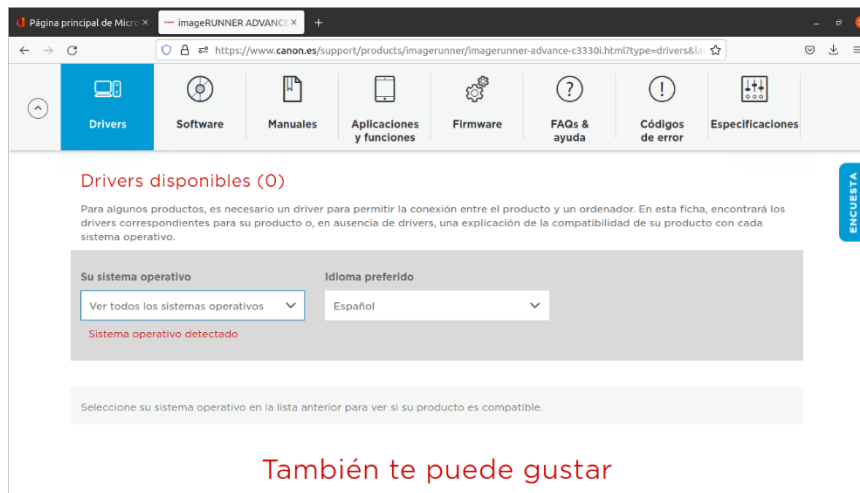 Página principal de Micro
imageRUNNER ADVANCE
https://www.canon.es/support/products/imagerunner/imagerunner-advance-c3330i.html?type=drivers&la
Drivers
Software
Manuales
Aplicaciones
y funciones
Firmware
FAQs &
ayuda
Códigos
de error
Especificaciones
Drivers disponibles (0)
Para algunos productos, es necesario un driver para permitir la conexión entre el producto y un ordenador. En esta ficha, encontrará los
drivers correspondientes para su producto o, en ausencia de drivers, una explicación de la compatibilidad de su producto con cada
sistema operativo.
ENCUESTA
Su sistema operativo
Idioma preferido
Ver todos los sistemas operativos
Español
Sistema operativo detectado
Seleccione su sistema operativo en la lista anterior para ver si su producto es compatible.
También te puede gustar